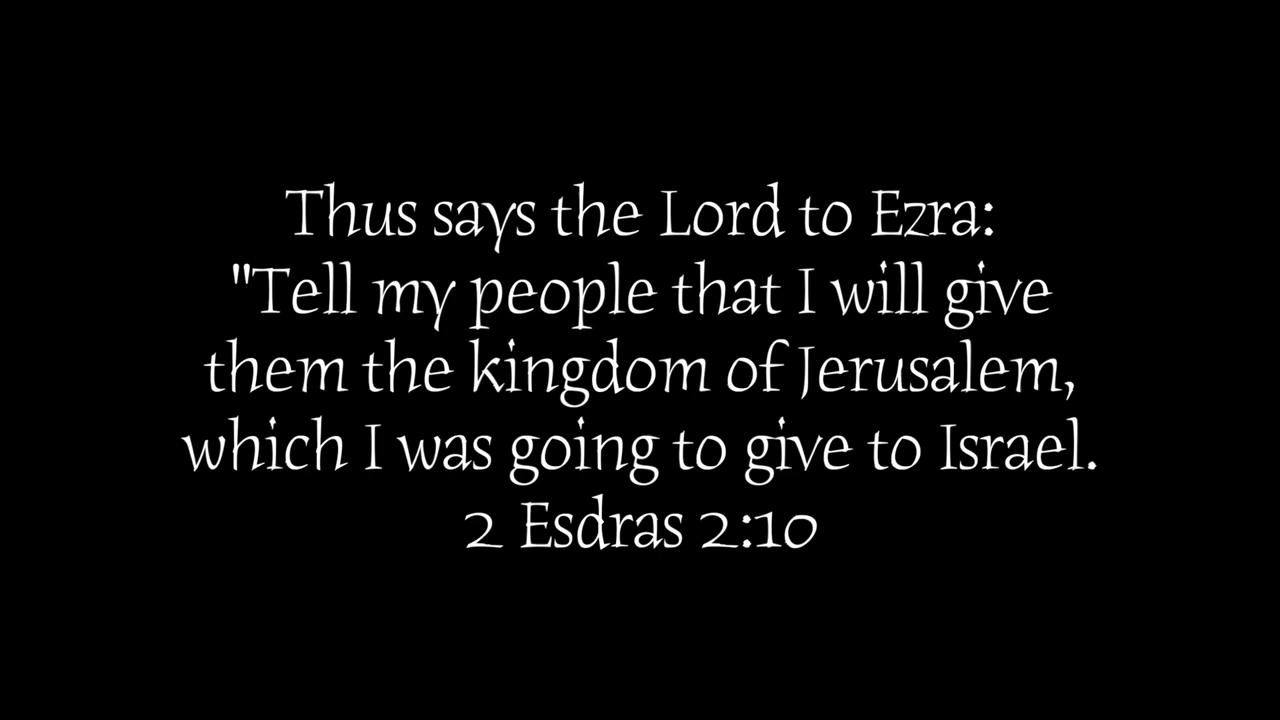 Thus says the Lord to Ezra:
"Tell my people that I will give
them the kingdom of Jerusalem,
which I was going to give to Israel.
2 Esdras 2:10